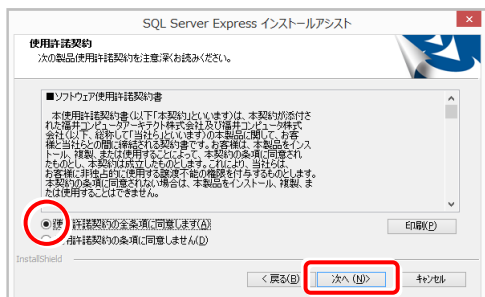 SQL Server Express インストールアシスト
使用許諾契約
次の製品使用許諾契約を注意深くお読みください。
■ソフトウェア使用許諾契約書
本使用許諾契約書(以下「本契約」といいます)は、本契約が添付さ
れた福井コンピュータアーキテクト株式会社及び福井コンピュータ株式
会社(以下、総称して「当社ら」といいます)の本製品に関して、お客
様と当社らとの間に締結される契約書です。お客様は、本製品をインス
トール、複製、または使用することによって、本契約の条項に同意され
たものとし、本契約は成立したものとします。これにより、当社らは、
お客様に非独占的に使用する譲渡不能の権限を付与するものとします。
本契約の条項に同意されない場合は、本製品をインストール、複製、ま
たは使用することはできません。
許諾契約の全条項に同意します(A)
用許諾契約の条項に同意しません(D)
印刷(P)
InstallShield
< 戻る(B)
次へ (N)>
キャンセル